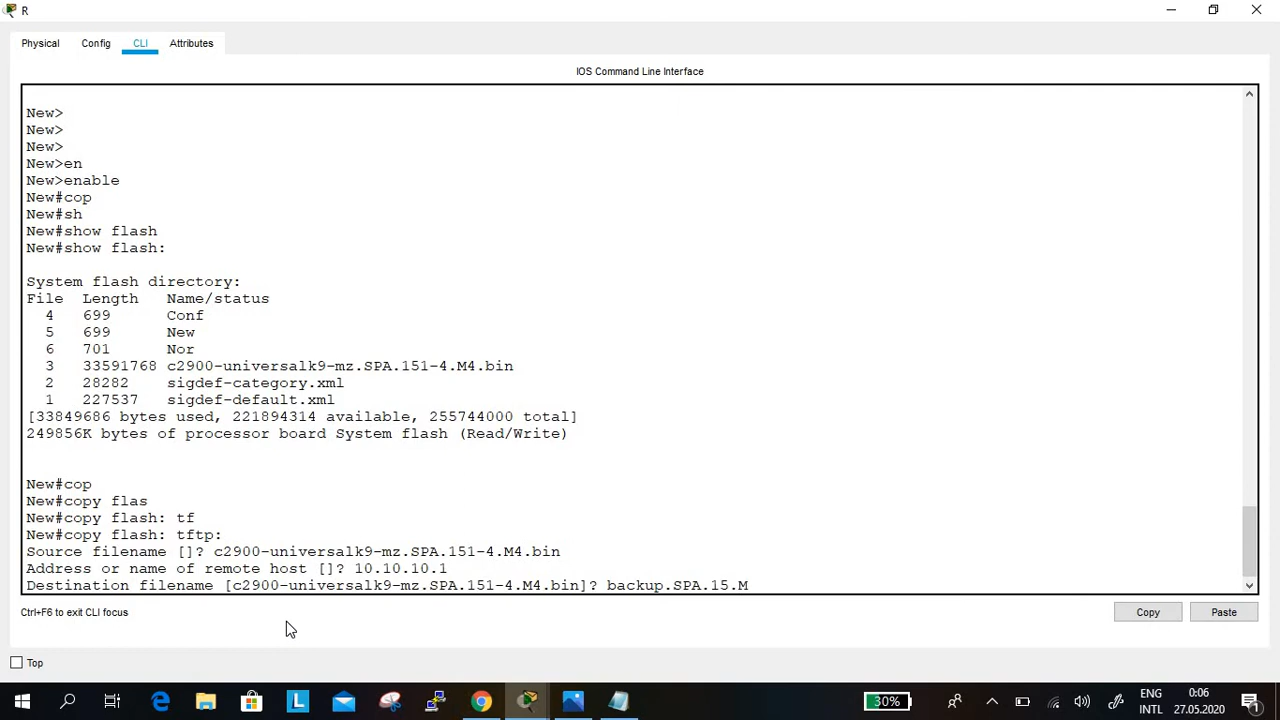 R
Physical Config CLI Attributes
IOS Command Line Interface
New>
New>
New>
New>en
New>enable
New#cop
New#sh
New#show flash
New#show flash:
System flash directory:
File Length Name/status
4 699 Conf
5 699 New
6 701 Nor
3 33591768 c2900-universalk9-mz.SPA.151-4.M4.bin
2 28282 sigdef-category.xml
1 227537 sigdef-default.xml
[33849686 bytes used, 221894314 available, 255744000 total]
249856K bytes of processor board System flash (Read/Write)
New#cop
New#copy flas
New#copy flash: tf
New#copy flash: tftp:
Source filename []? c2900-universalk9-mz.SPA.151-4.M4.bin
Address or name of remote host []? 10.10.10.1
Destination filename [c2900-universalk9-mz.SPA.151-4.M4.bin]? backup.SPA.15.M
Ctrl+F6 to exit CLI focus
Copy Paste
Top
L 30% ENG 0:06
INTL 27.05.2020 1